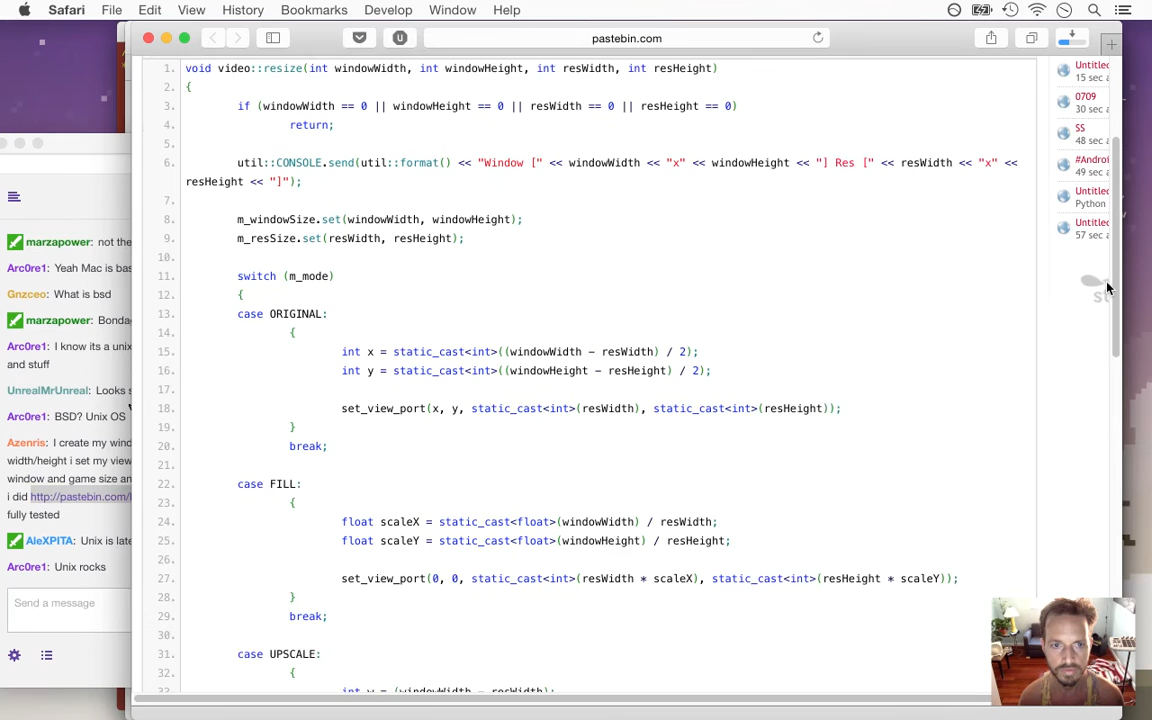 Safari File Edit View History Bookmarks Develop Window Help
pastebin.com
1. void video::resize(int windowWidth, int windowHeight, int resWidth, int resHeight)
2. {
3. if (windowWidth == 0 || windowHeight == 0 || resWidth == 0 || resHeight == 0)
4. return;
5.
6. util::CONSOLE.send(util::format() << "Window [" << windowWidth << "x" << windowHeight << "] Res [" << resWidth << "x" <<
resHeight << "]");
7.
8. m_windowSize.set(windowWidth, windowHeight);
9. m_resSize.set(resWidth, resHeight);
10.
11. switch (m_mode)
12. {
13. case ORIGINAL:
14. {
15. int x = static_cast<int>((windowWidth - resWidth) / 2);
16. int y = static_cast<int>((windowHeight - resHeight) / 2);
17.
18. set_view_port(x, y, static_cast<int>(resWidth), static_cast<int>(resHeight));
19. }
20. break;
21.
22. case FILL:
23. {
24. float scaleX = static_cast<float>(windowWidth) / resWidth;
25. float scaleY = static_cast<float>(windowHeight) / resHeight;
26.
27. set_view_port(0, 0, static_cast<int>(resWidth * scaleX), static_cast<int>(resHeight * scaleY));
28. }
29. break;
30.
31. case UPSCALE:
32. {
33. int w = (windowWidth - resWidth);
Untitled
15 sec a
0709
30 sec a
SS
48 sec a
#Androi
49 sec a
Untitled
Python
Untitled
57 sec a
st
marzapower: not the
Arc0re1: Yeah Mac is bas
Gnzceo: What is bsd
marzapower: Bonda
Arc0re1: I know its a unix
and stuff
UnrealMrUnreal: Looks s
Arc0re1: BSD? Unix OS
Azenris: I create my wind
width/height i set my view
window and game size an
i did http://pastebin.com/
fully tested
AleXPITA: Unix is late
Arc0re1: Unix rocks
Send a message